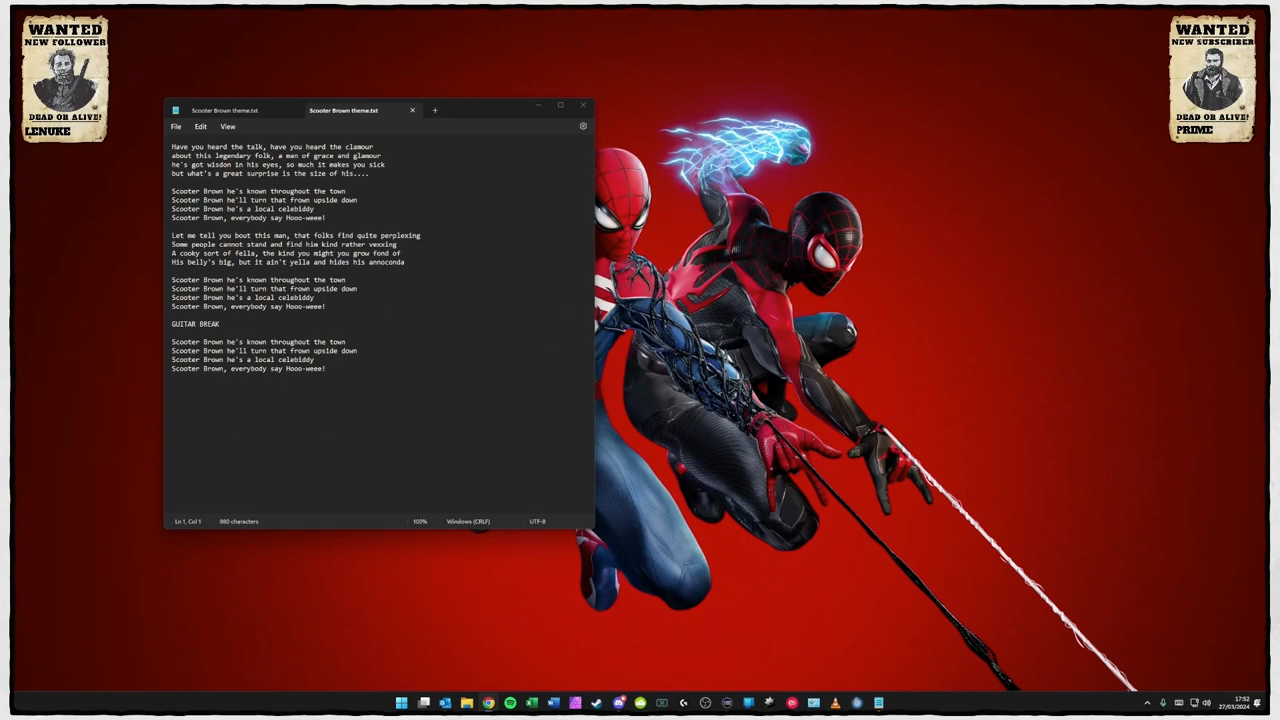 WANTED
NEW FOLLOWER
DEAD OR ALIVE!
LENUKE
WANTED
NEW SUBSCRIBER
DEAD OR ALIVE!
PRIME
Scooter Brown theme.txt
Scooter Brown theme.txt
File Edit View
Have you heard the talk, have you heard the clamour
about this legendary folk, a man of grace and glamour
he's got wisdon in his eyes, so much it makes you sick
but what's a great surprise is the size of his....
Scooter Brown he's known throughout the town
Scooter Brown he'll turn that frown upside down
Scooter Brown he's a local celebiddy
Scooter Brown, everybody say Hooo-weee!
Let me tell you bout this man, that folks find quite perplexing
Some people cannot stand and find him kind rather vexxing
A cooky sort of fella, the kind you might you grow fond of
His belly's big, but it ain't yella and hides his annoconda
Scooter Brown he's known throughout the town
Scooter Brown he'll turn that frown upside down
Scooter Brown he's a local celebiddy
Scooter Brown, everybody say Hooo-weee!
GUITAR BREAK
Scooter Brown he's known throughout the town
Scooter Brown he'll turn that frown upside down
Scooter Brown he's a local celebiddy
Scooter Brown, everybody say Hooo-weee!
Ln 1, Col 1 980 characters 100% Windows (CRLF) UTF-8
17:52
27/03/2024